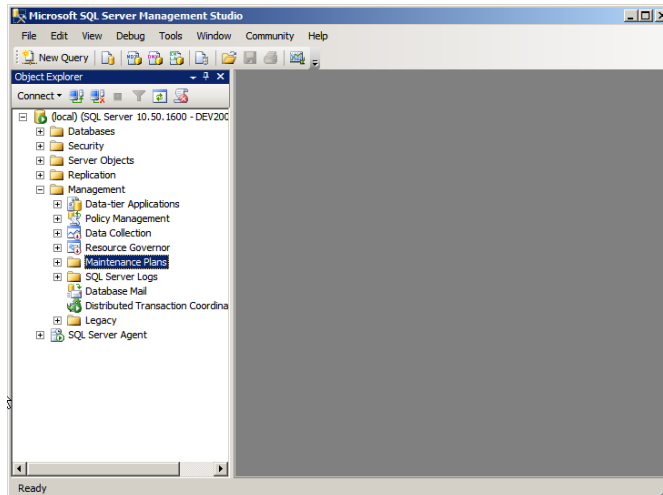 Microsoft SQL Server Management Studio
File Edit View Debug Tools Window Community Help
New Query
Object Explorer
Connect
(local) (SQL Server 10.50.1600 - DEV200
Databases
Security
Server Objects
Replication
Management
Data-tier Applications
Policy Management
Data Collection
Resource Governor
Maintenance Plans
SQL Server Logs
Database Mail
Distributed Transaction Coordina
Legacy
SQL Server Agent
Ready